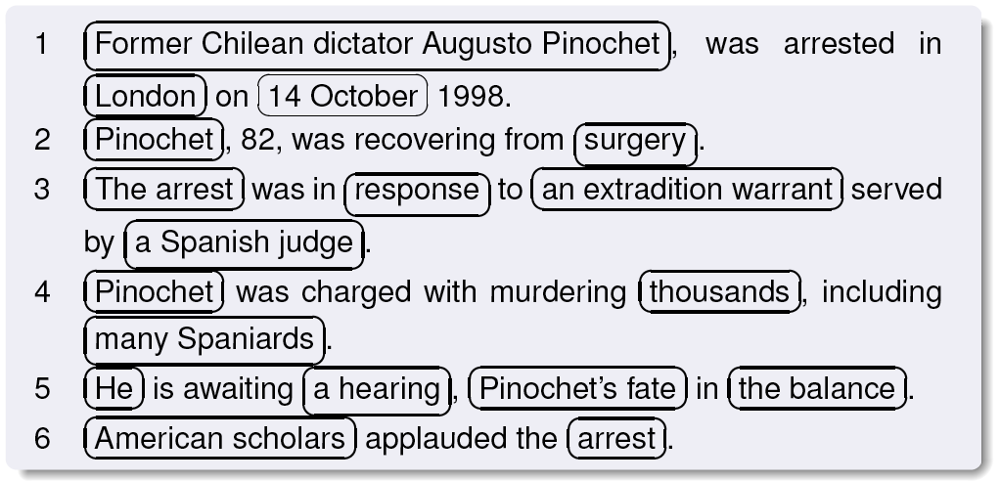 1 Former Chilean dictator Augusto Pinochet, was arrested in
London on 14 October 1998.
2 Pinochet, 82, was recovering from surgery.
3 The arrest was in response to an extradition warrant served
by a Spanish judge.
4 Pinochet was charged with murdering thousands, including
many Spaniards.
5 He is awaiting a hearing, Pinochet's fate in the balance.
6 American scholars applauded the arrest.